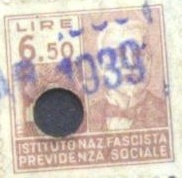 LIRE
6.50
1939
ISTITUTO NAZ. FASCISTA
PREVIDENZA SOCIALE